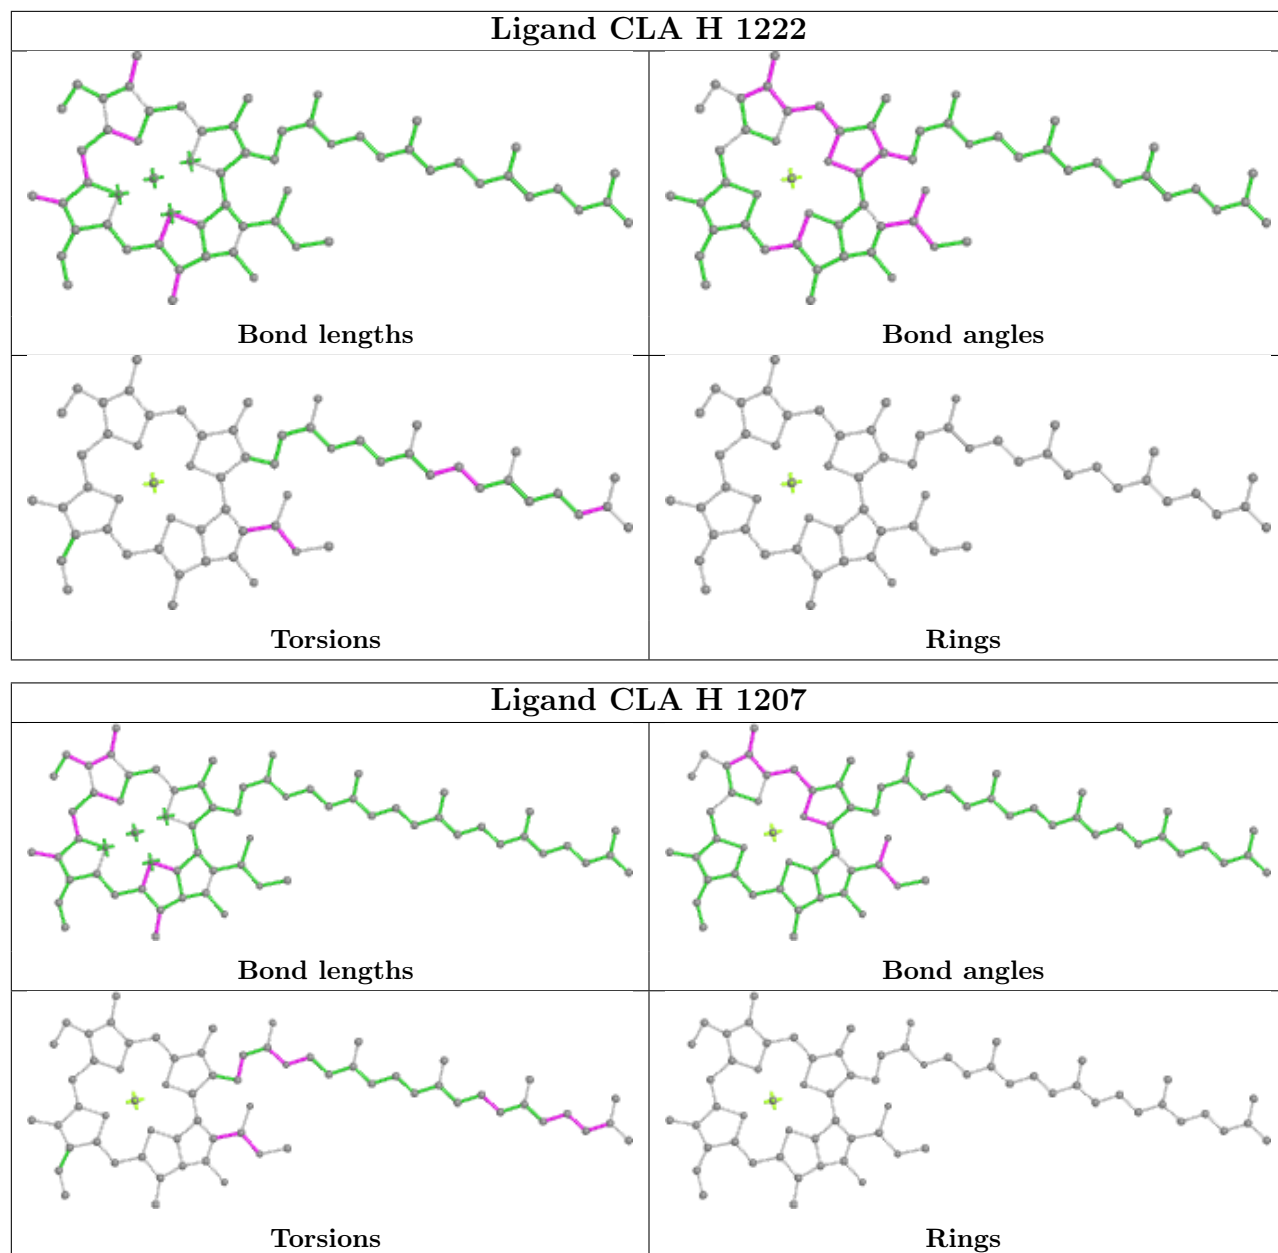 Ligand CLA H 1222
Bond lengths
Bond angles
Torsions
Rings
Ligand CLA H 1207
Bond lengths
Bond angles
Torsions
Rings